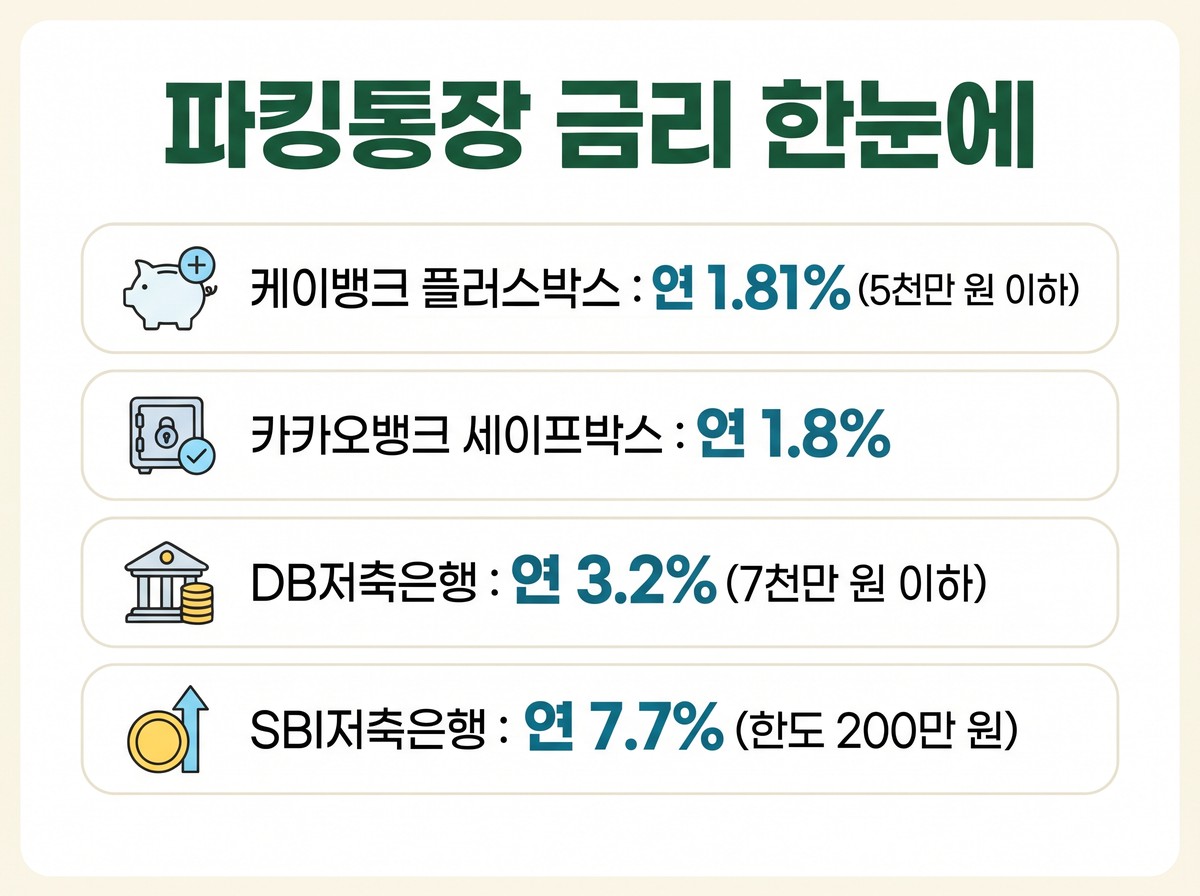 파킹통장 금리 한눈에
케이뱅크 플러스박스 : 연 1.81% (5천만 원 이하)
카카오뱅크 세이프박스 : 연 1.8%
DB저축은행 : 연 3.2% (7천만 원 이하)
SBI저축은행 : 연 7.7% (한도 200만 원)